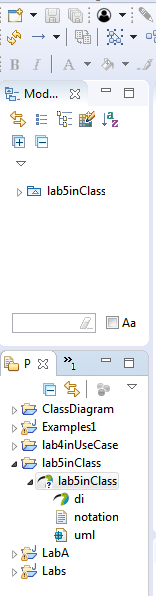 B I A
Mod...
lab5inClass
Aa
P »1
ClassDiagram
Examples1
lab4inUseCase
lab5inClass
lab5inClass
di
notation
uml
LabA
Labs